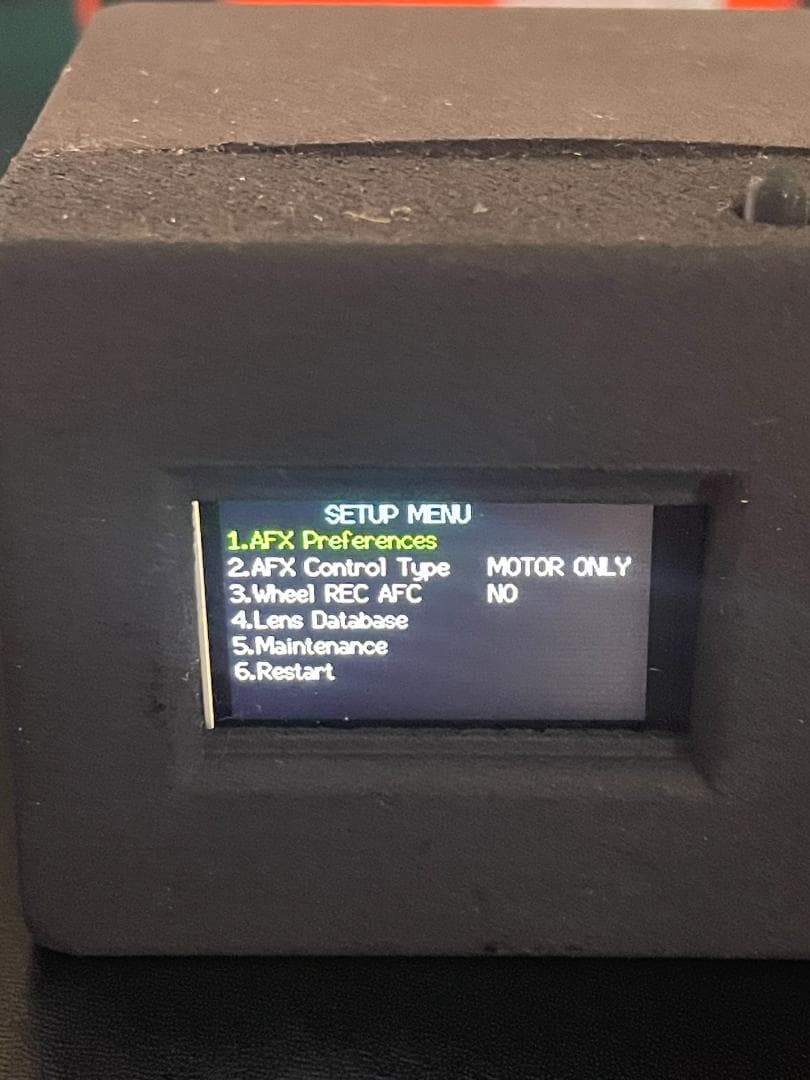 SETUP MENU
1.AFX Preferences
2.AFX Control Type MOTOR ONLY
3.Wheel REC AFC NO
4.Lens Database
5.Maintenance
6.Restart